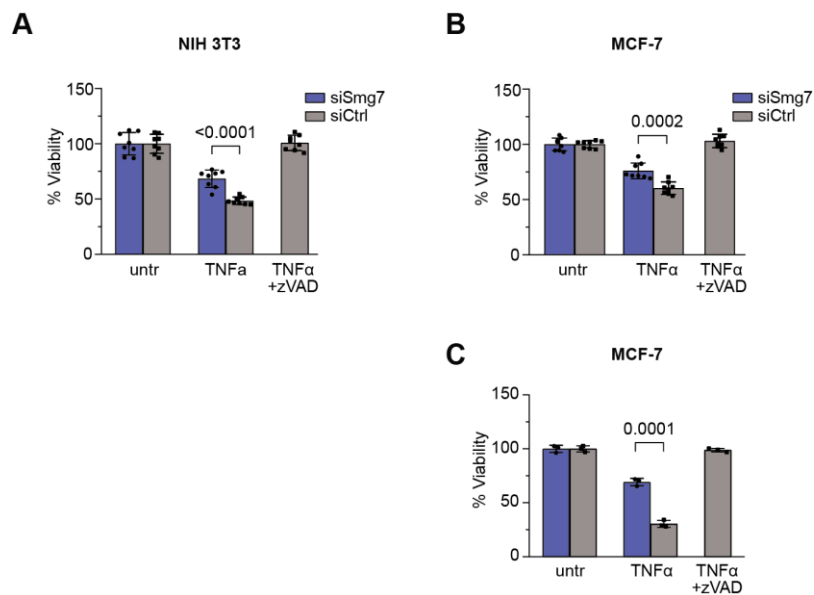 A
NIH 3T3
150
100
50
0
% Viability
siSmg7
siCtrl
<0.0001
untr
TNFa
TNFα
+zVAD
B
MCF-7
150
100
50
0
% Viability
siSmg7
siCtrl
0.0002
untr
TNFα
TNFα
+zVAD
C
MCF-7
150
100
50
0
% Viability
0.0001
untr
TNFα
TNFα
+zVAD